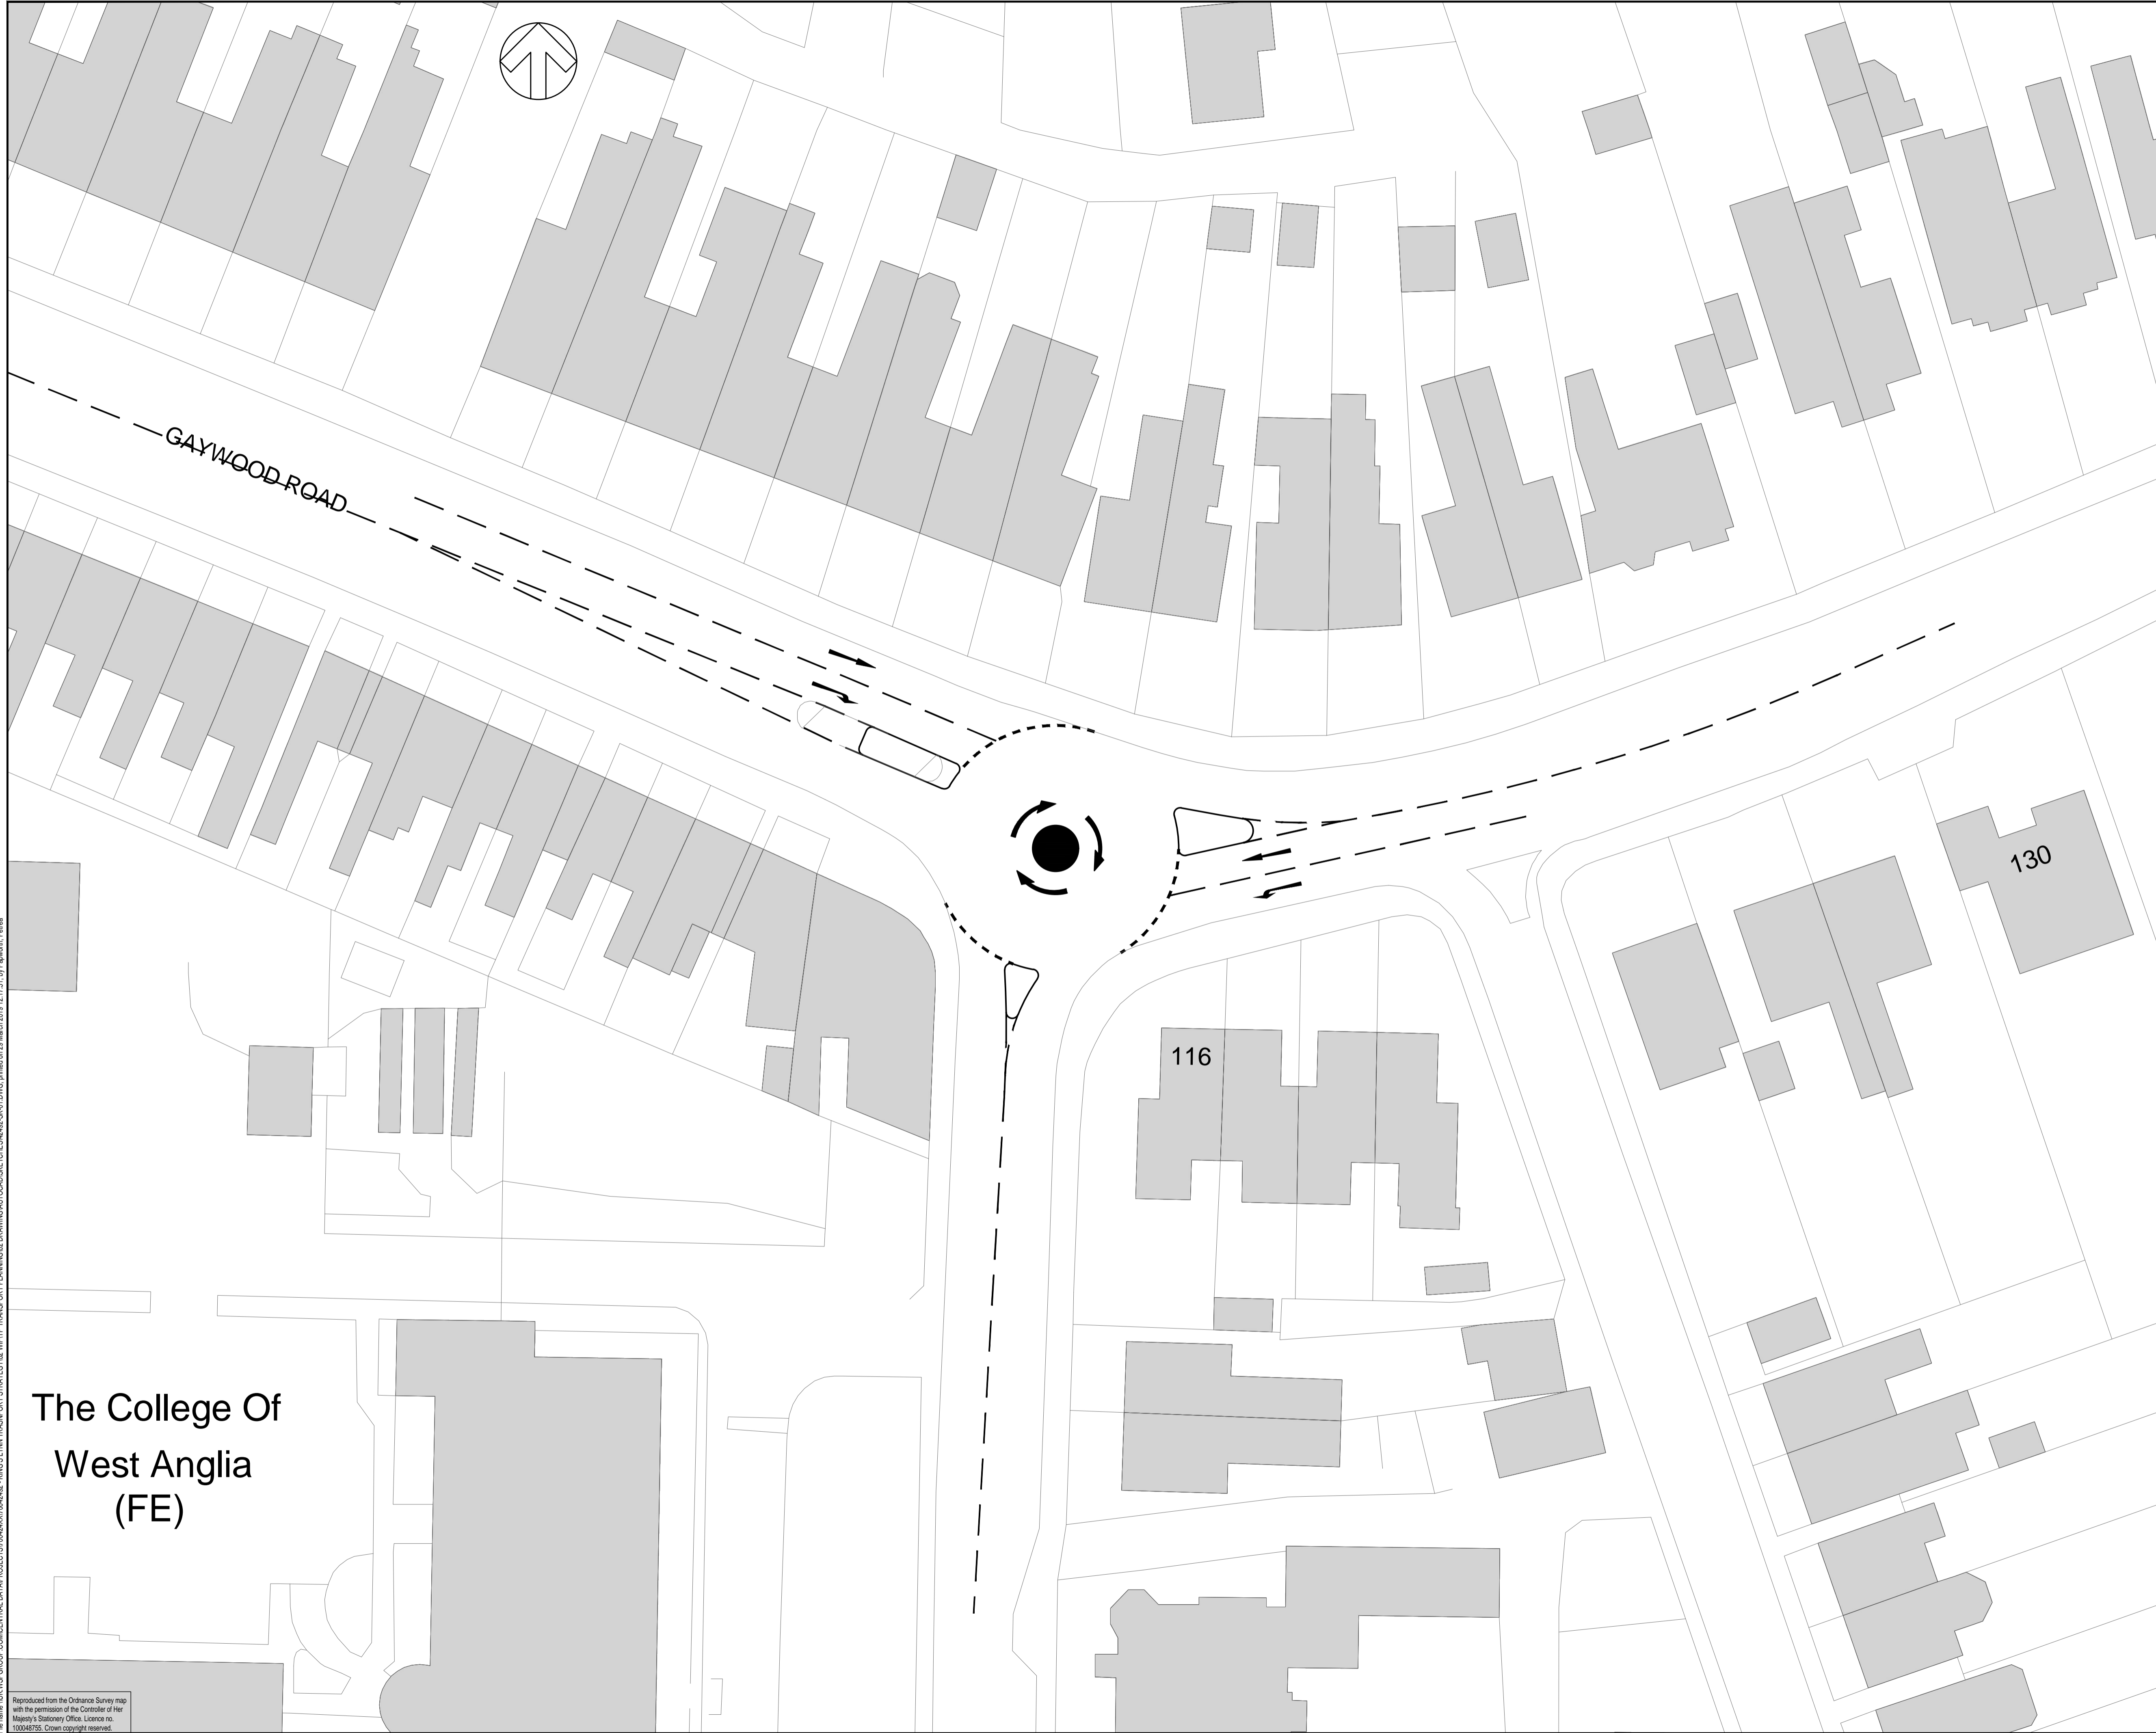 GAYWOOD ROAD
130
116
The College Of
West Anglia
(FE)
Reproduced from the Ordnance Survey map
with the permission of the Controller of Her
Majesty's Stationery Office. Licence no.
100048755. Crown copyright reserved.